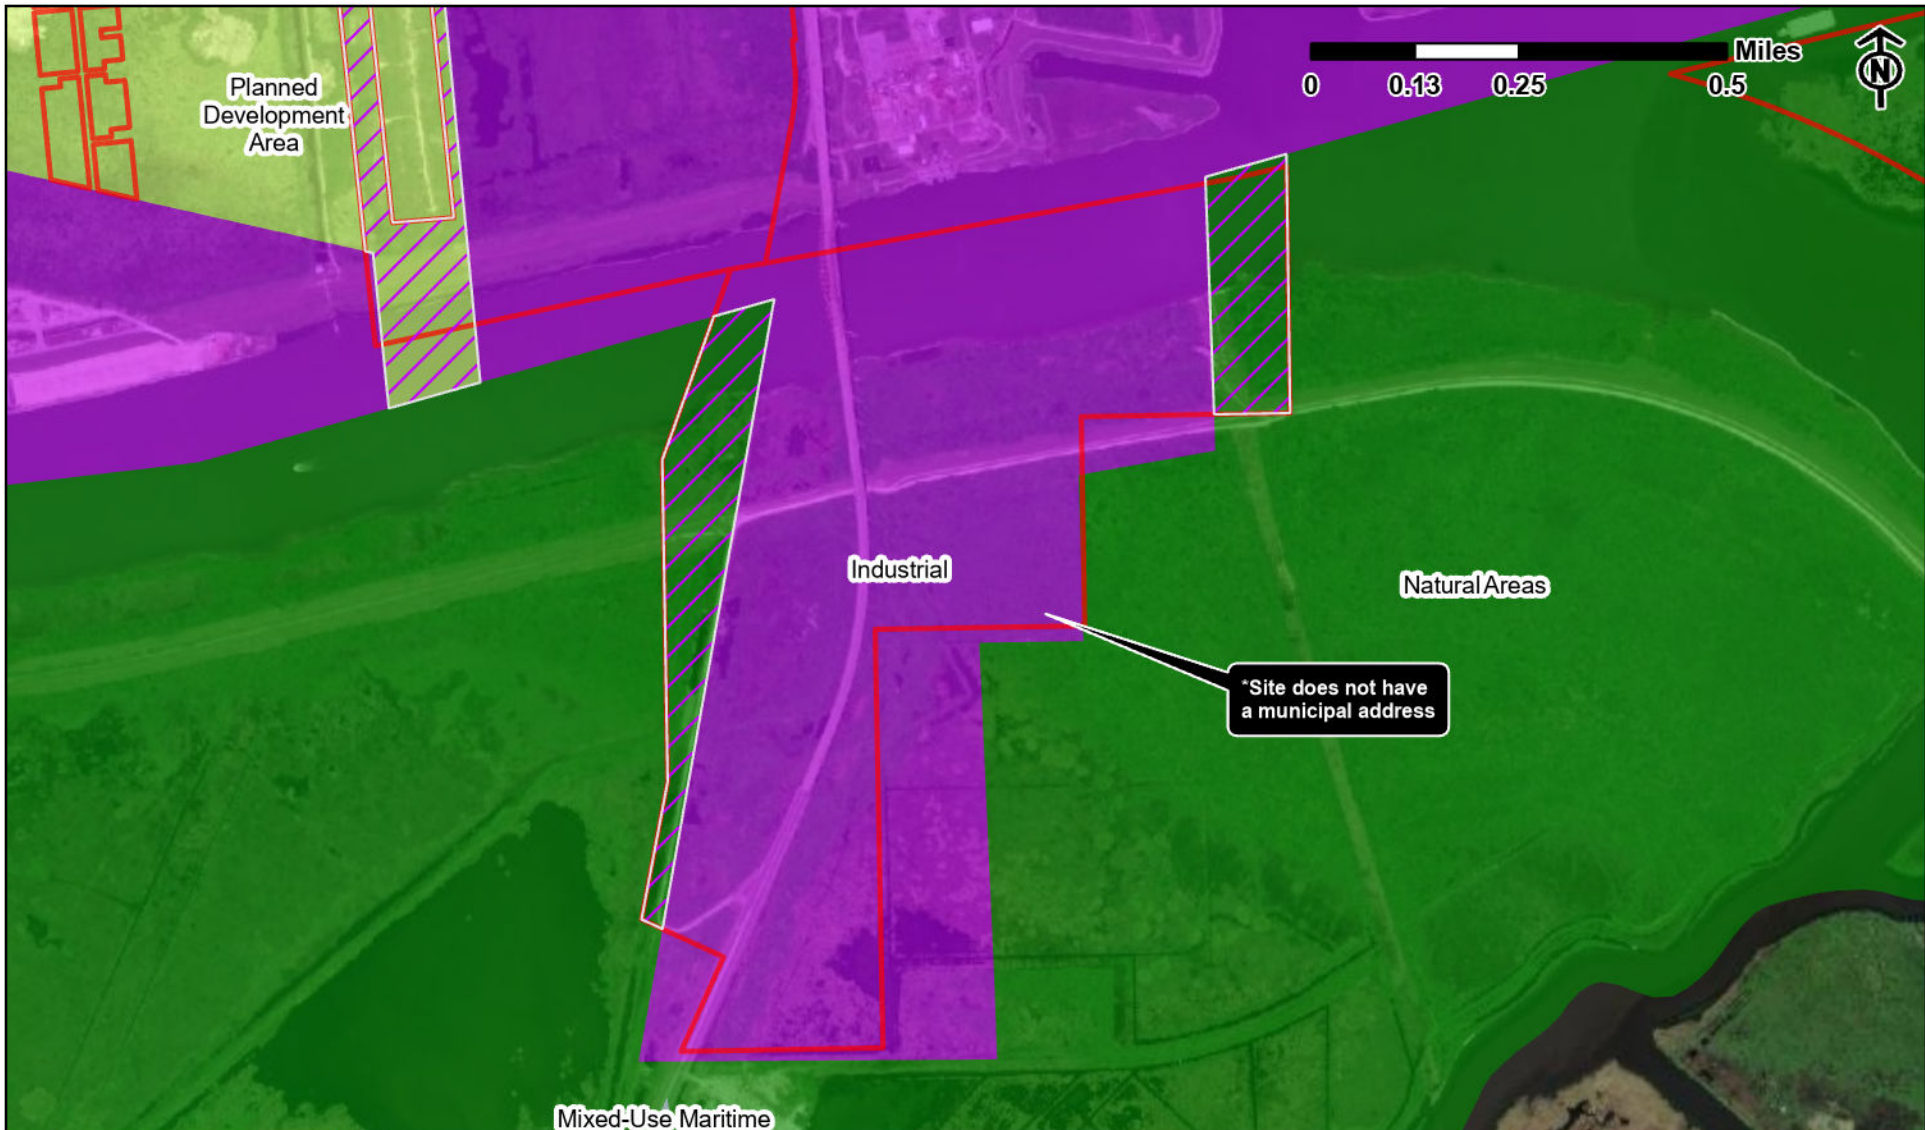 Miles
0 0.13 0.25 0.5
N
Planned
Development
Area
Industrial
Natural Areas
*Site does not have
a municipal address
Mixed-Use Maritime